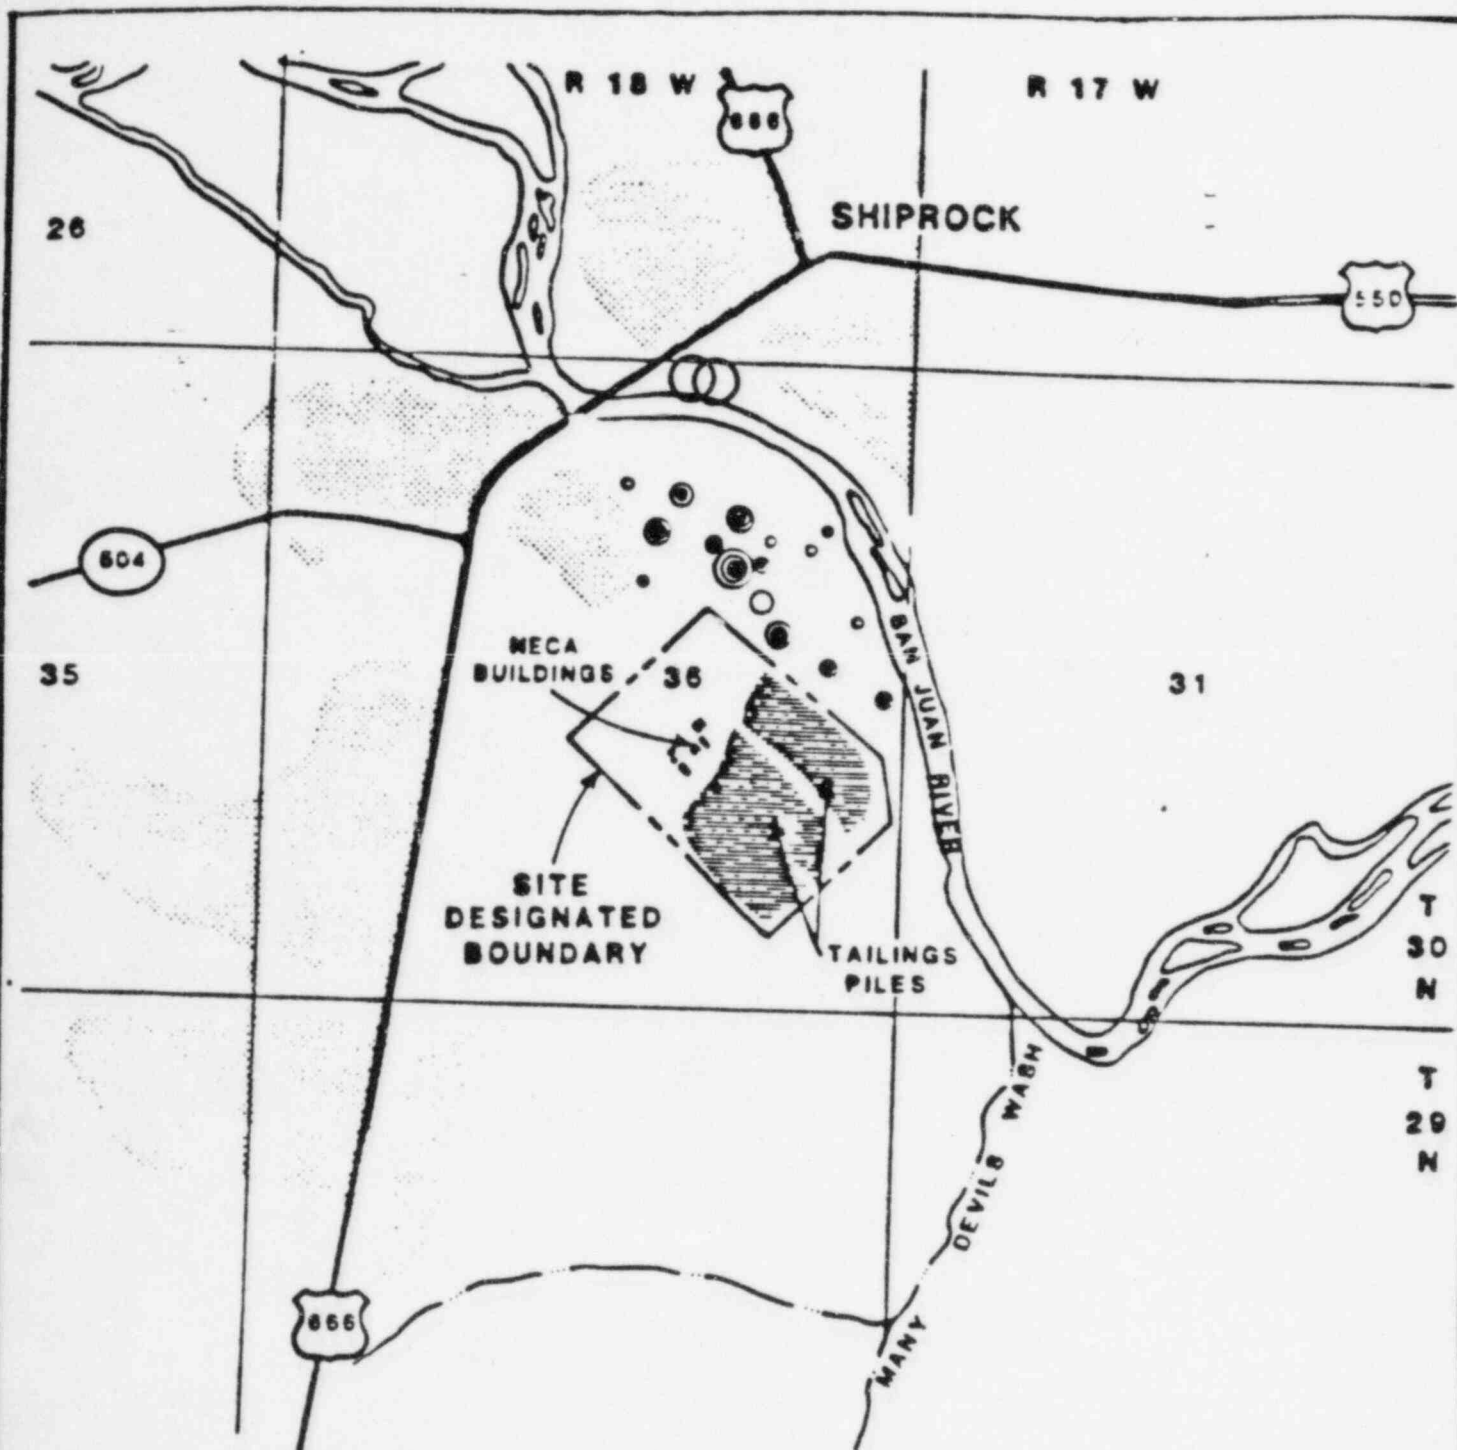 R 18 W
R 17 W
666
SHIPROCK
26
550
504
NECA
BUILDINGS
36
35
31
SAN JUAN RIVER
SITE
DESIGNATED
BOUNDARY
TAILINGS
PILES
T
30
N
T
29
N
MANY DEVILS WASH
666